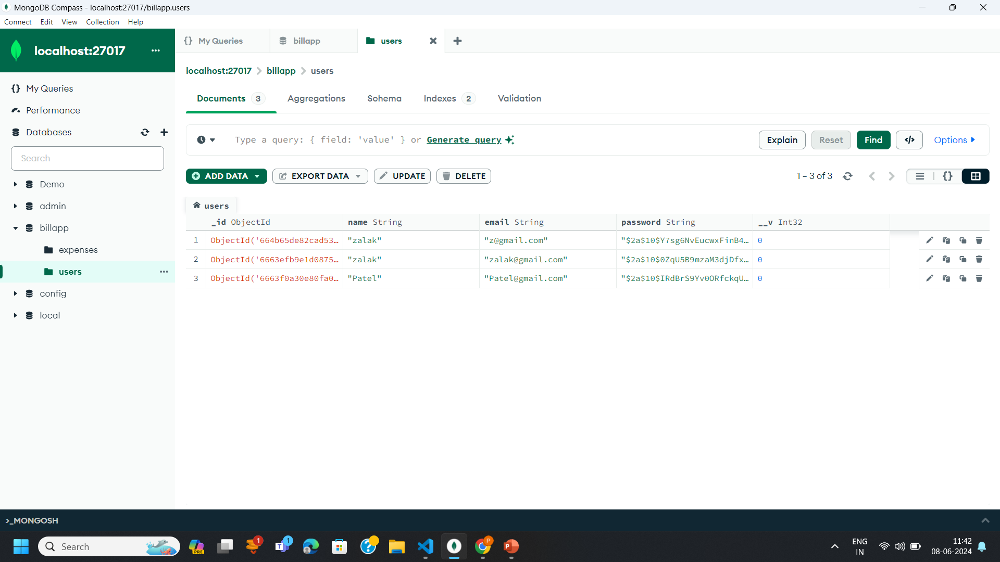 MongoDB Compass - localhost:27017/billapp.users
Connect Edit View Collection Help
localhost:27017 ...
My Queries
Performance
Databases
Search
Demo
admin
billapp
expenses
users ...
config
local
{} My Queries billapp users
localhost:27017 > billapp > users
Documents 3 Aggregations Schema Indexes 2 Validation
Type a query: { field: 'value' } or Generate query
Explain Reset Find </> Options
ADD DATA EXPORT DATA UPDATE DELETE
1 – 3 of 3 {}
users
_id ObjectId name String email String password String __v Int32
1 ObjectId('664b65de82cad53… "zalak" "z@gmail.com" "$2a$10$Y7sg6NvEucwxFinB4… 0
2 ObjectId('6663efb9e1d0875… "zalak" "zalak@gmail.com" "$2a$10$0ZqU5B9mzaM3djDfx… 0
3 ObjectId('6663f0a30e80fa0… "Patel" "Patel@gmail.com" "$2a$10$IRdBrS9Yv0ORfckqU… 0
>_MONGOSH
Search
PRE
1
1
ENG
IN
11:42
08-06-2024